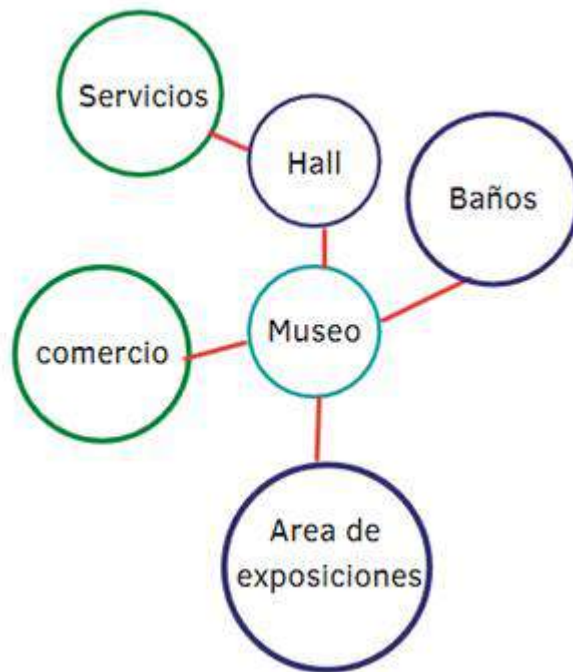 Servicios
Hall
Baños
Museo
comercio
Area de
exposiciones